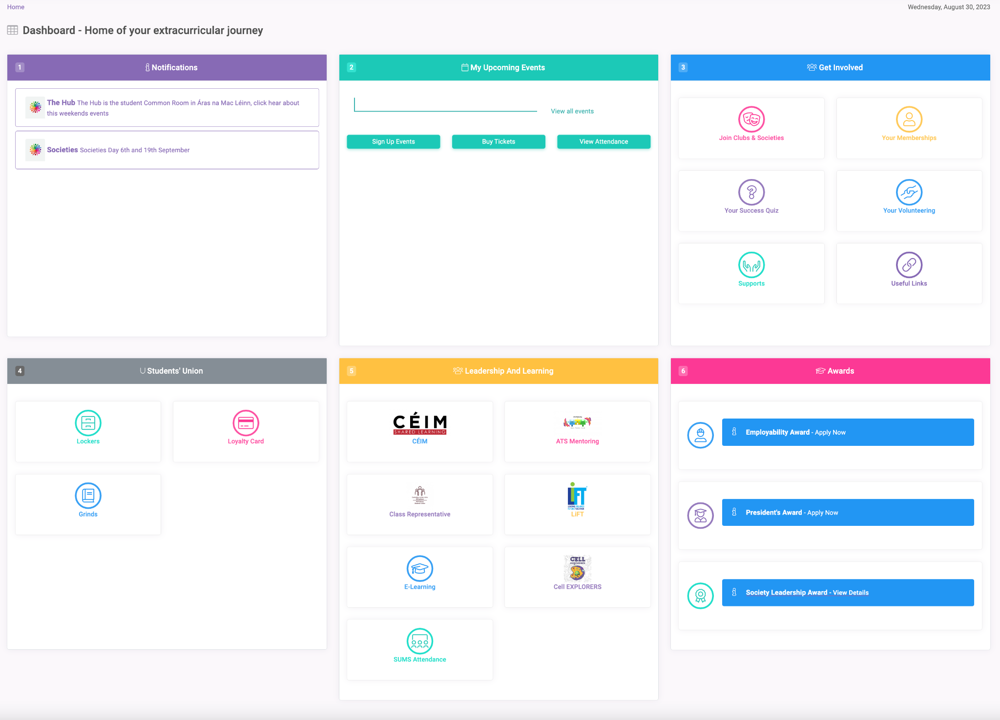 Home
Wednesday, August 30, 2023
Dashboard - Home of your extracurricular journey
1
Notifications
The Hub The Hub is the student Common Room in Áras na Mac Léinn, click hear about
this weekends events
Societies Societies Day 6th and 19th September
2
My Upcoming Events
View all events
Sign Up Events
Buy Tickets
View Attendance
3
Get Involved
Join Clubs & Societies
Your Memberships
Your Success Quiz
Your Volunteering
Supports
Useful Links
4
Students' Union
Lockers
Loyalty Card
Grinds
5
Leadership And Learning
CÉIM
SHARED LEARNING
CÉIM
ATS Mentoring
Class Representative
LiFT
LEADING IRELAND'S
FUTURE TOGETHER
LiFT
E-Learning
CELL
explorers
Cell EXPLORERS
SUMS Attendance
6
Awards
Employability Award - Apply Now
President's Award - Apply Now
Society Leadership Award - View Details